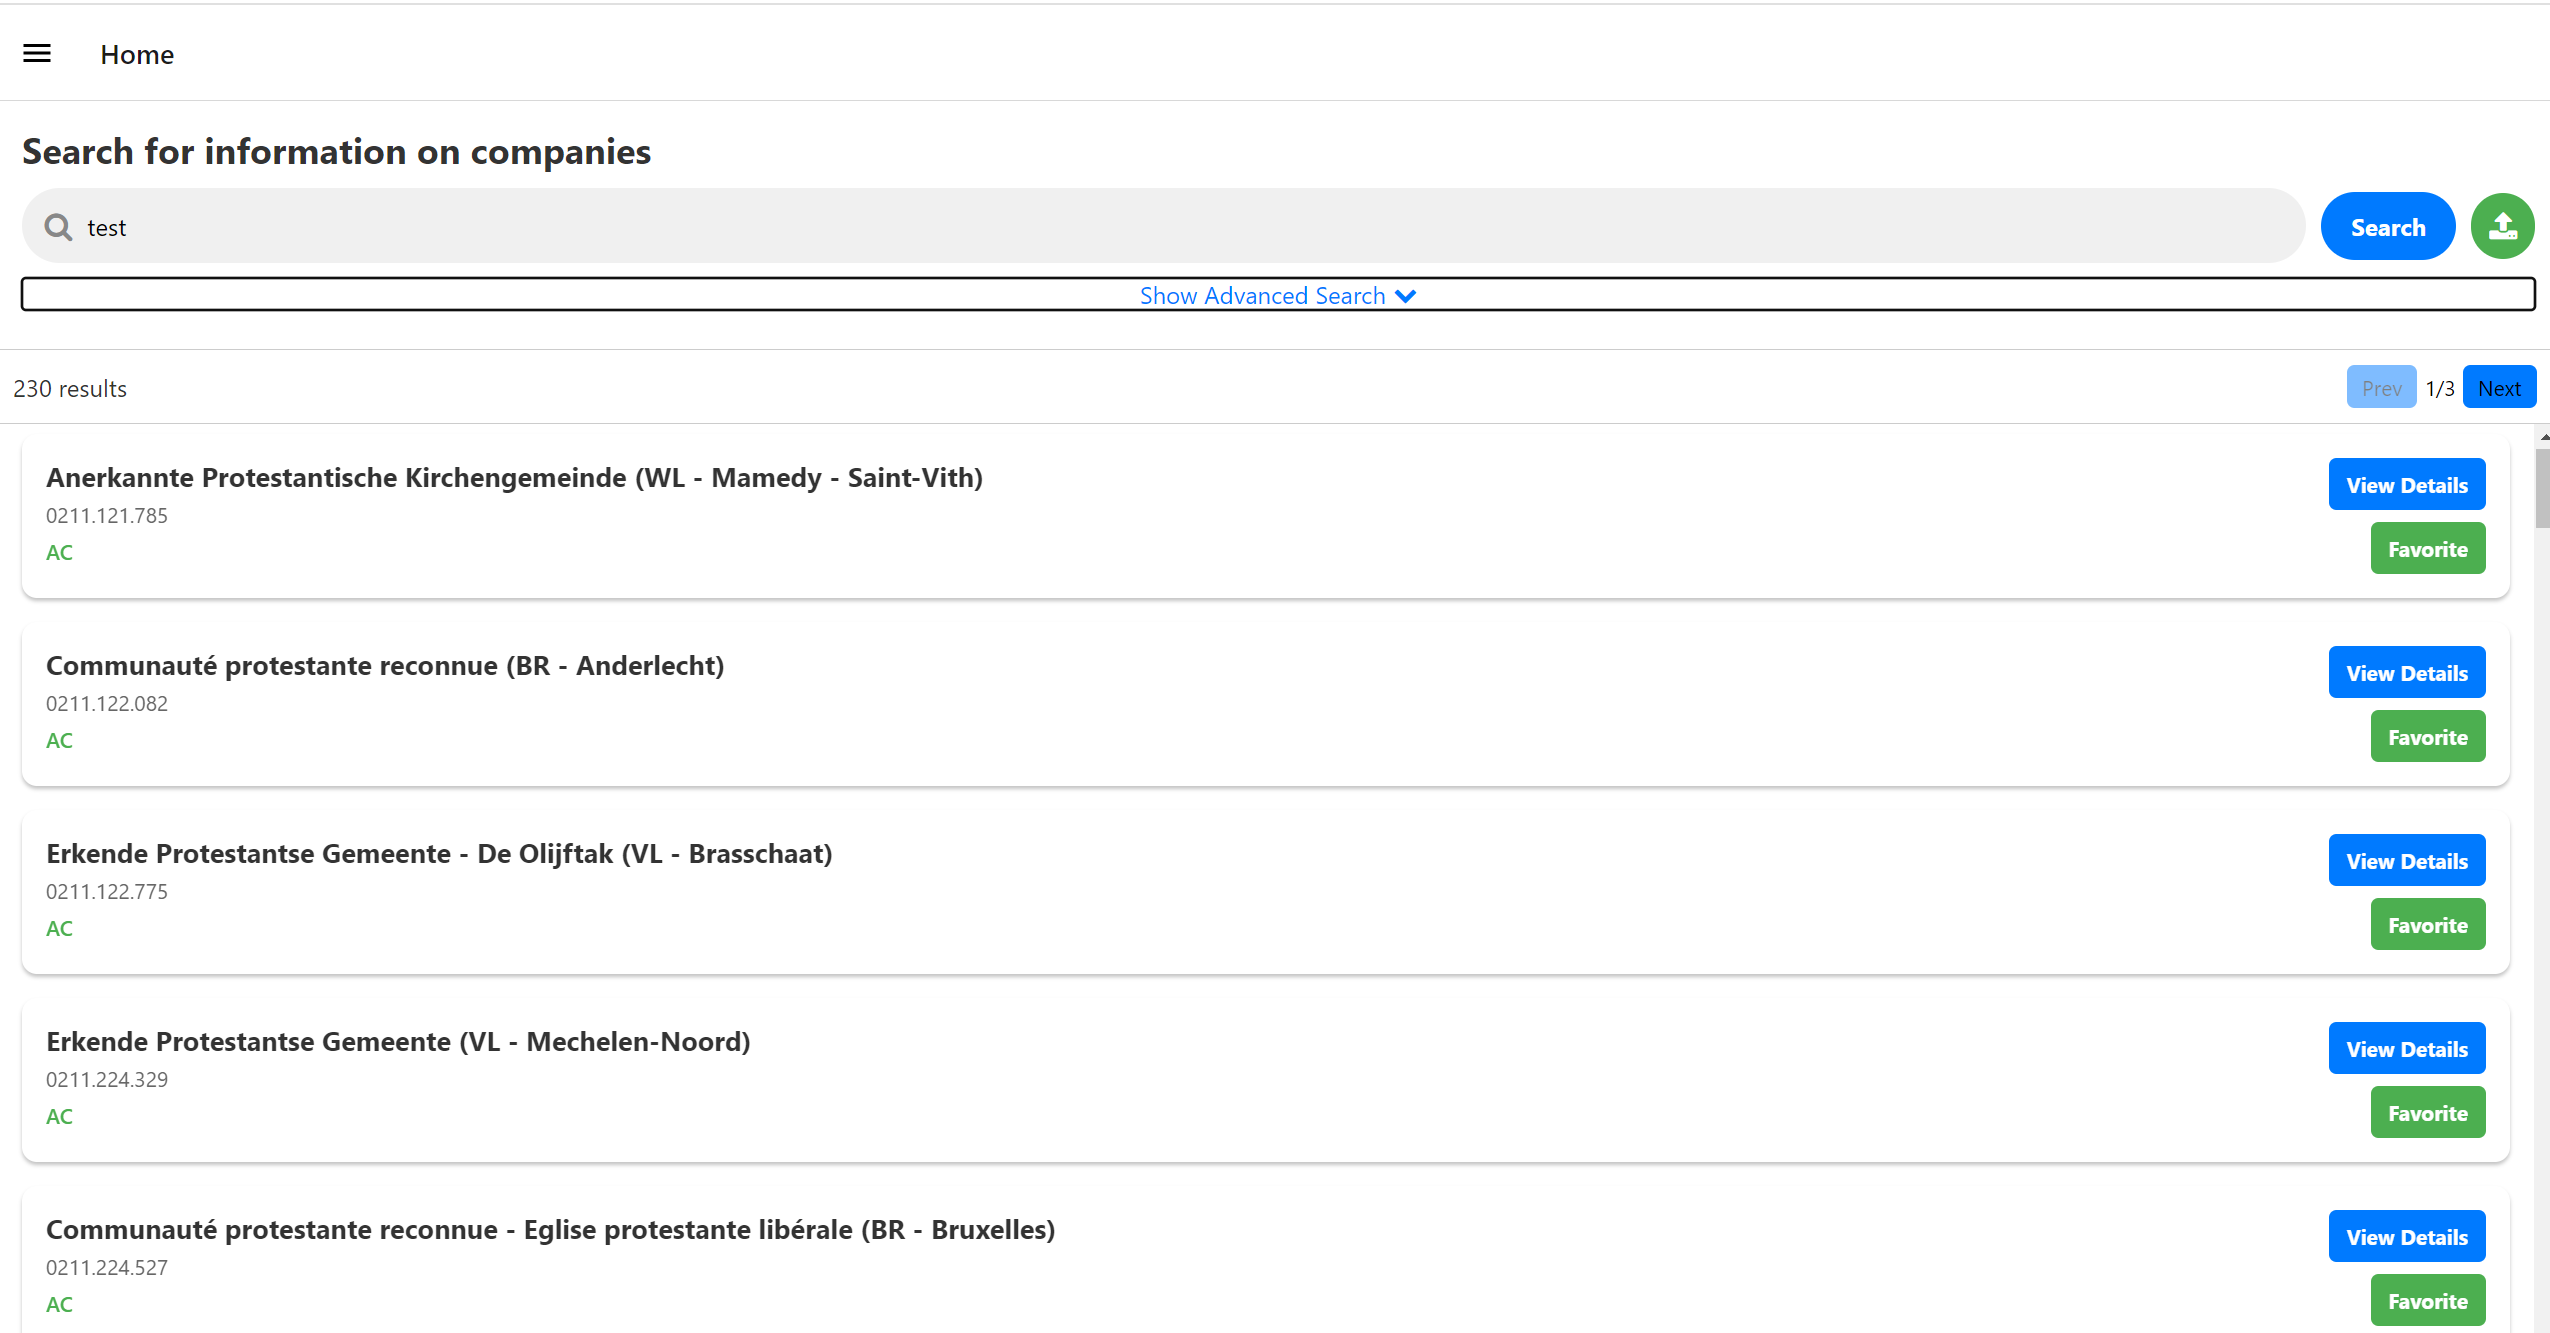 Home
Search for information on companies
test
Search
Show Advanced Search
230 results
Prev 1/3 Next
Anerkannte Protestantische Kirchengemeinde (WL - Mamedy - Saint-Vith)
0211.121.785
AC
View Details
Favorite
Communauté protestante reconnue (BR - Anderlecht)
0211.122.082
AC
View Details
Favorite
Erkende Protestantse Gemeente - De Olijftak (VL - Brasschaat)
0211.122.775
AC
View Details
Favorite
Erkende Protestantse Gemeente (VL - Mechelen-Noord)
0211.224.329
AC
View Details
Favorite
Communauté protestante reconnue - Eglise protestante libérale (BR - Bruxelles)
0211.224.527
AC
View Details
Favorite